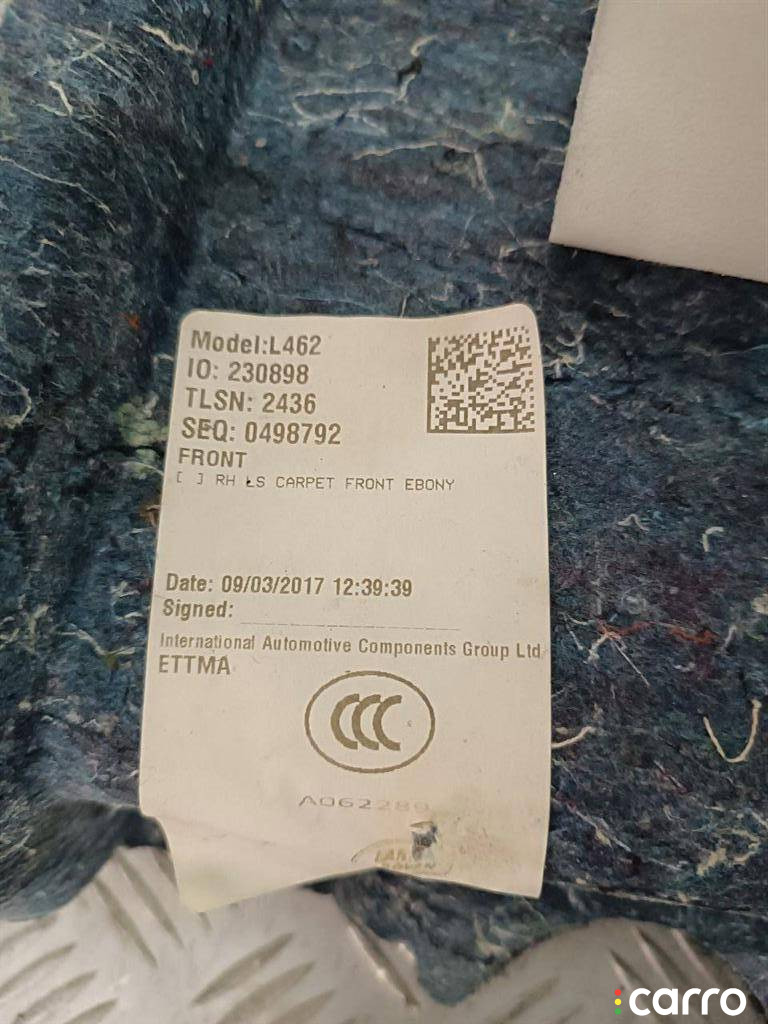 Model:L462
IO: 230898
TLSN: 2436
SEQ: 0498792
FRONT
[ ] RH LS CARPET FRONT EBONY
Date: 09/03/2017 12:39:39
Signed:
International Automotive Components Group Ltd
ETTMA
CCC
A062289
carro